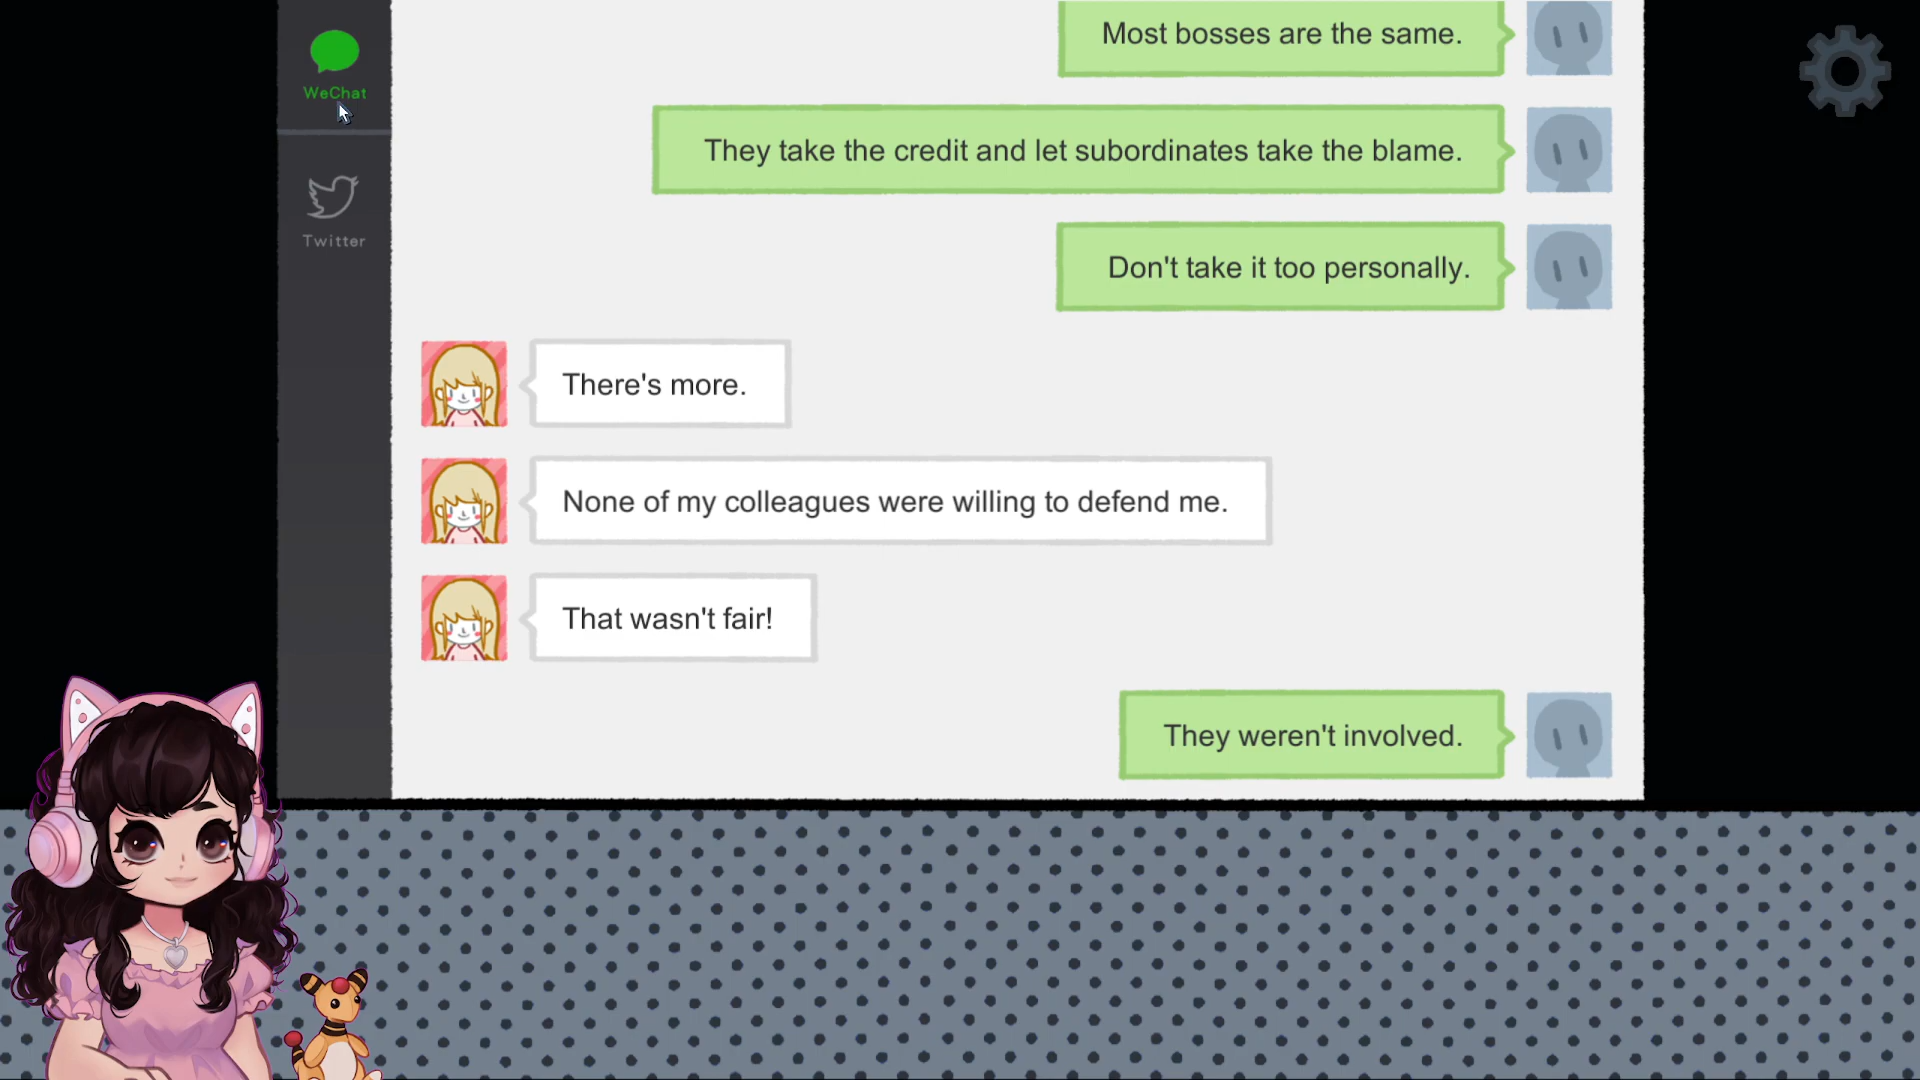 WeChat
Twitter
Most bosses are the same.
They take the credit and let subordinates take the blame.
Don't take it too personally.
There's more.
None of my colleagues were willing to defend me.
That wasn't fair!
They weren't involved.